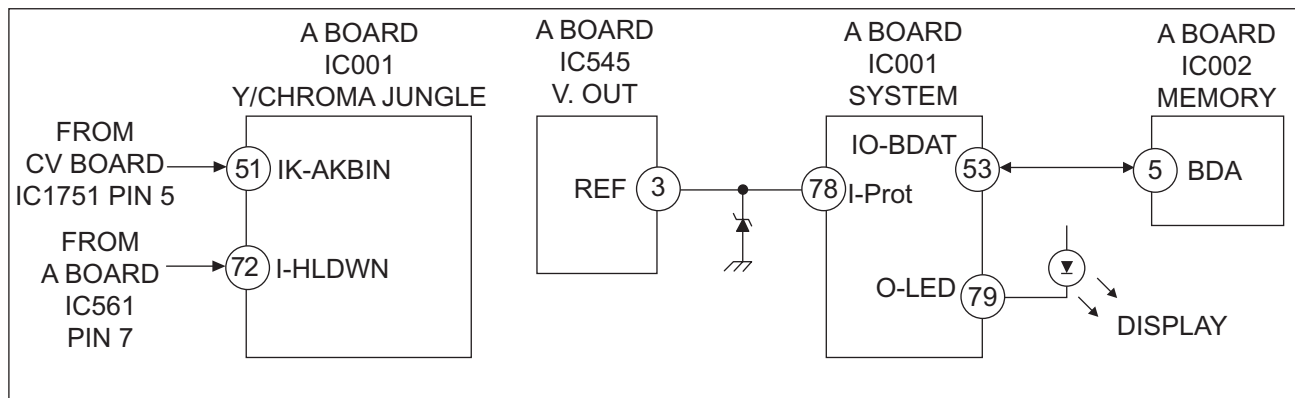 A BOARD
IC001
Y/CHROMA JUNGLE
FROM
CV BOARD
IC1751 PIN 5
51
IK-AKBIN
FROM
A BOARD
IC561
PIN 7
72
I-HLDWN
A BOARD
IC545
V. OUT
REF
3
A BOARD
IC001
SYSTEM
IO-BDAT
53
78
I-Prot
O-LED
79
DISPLAY
A BOARD
IC002
MEMORY
5
BDA